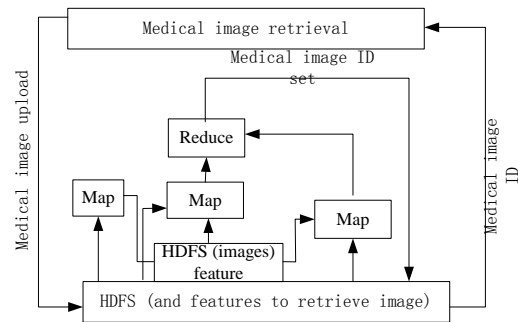 Medical image retrieval
Medical image ID
set
Medical image upload
Reduce
Map
Map
Map
Medical image
ID
HDFS (images)
feature
HDFS (and features to retrieve image)